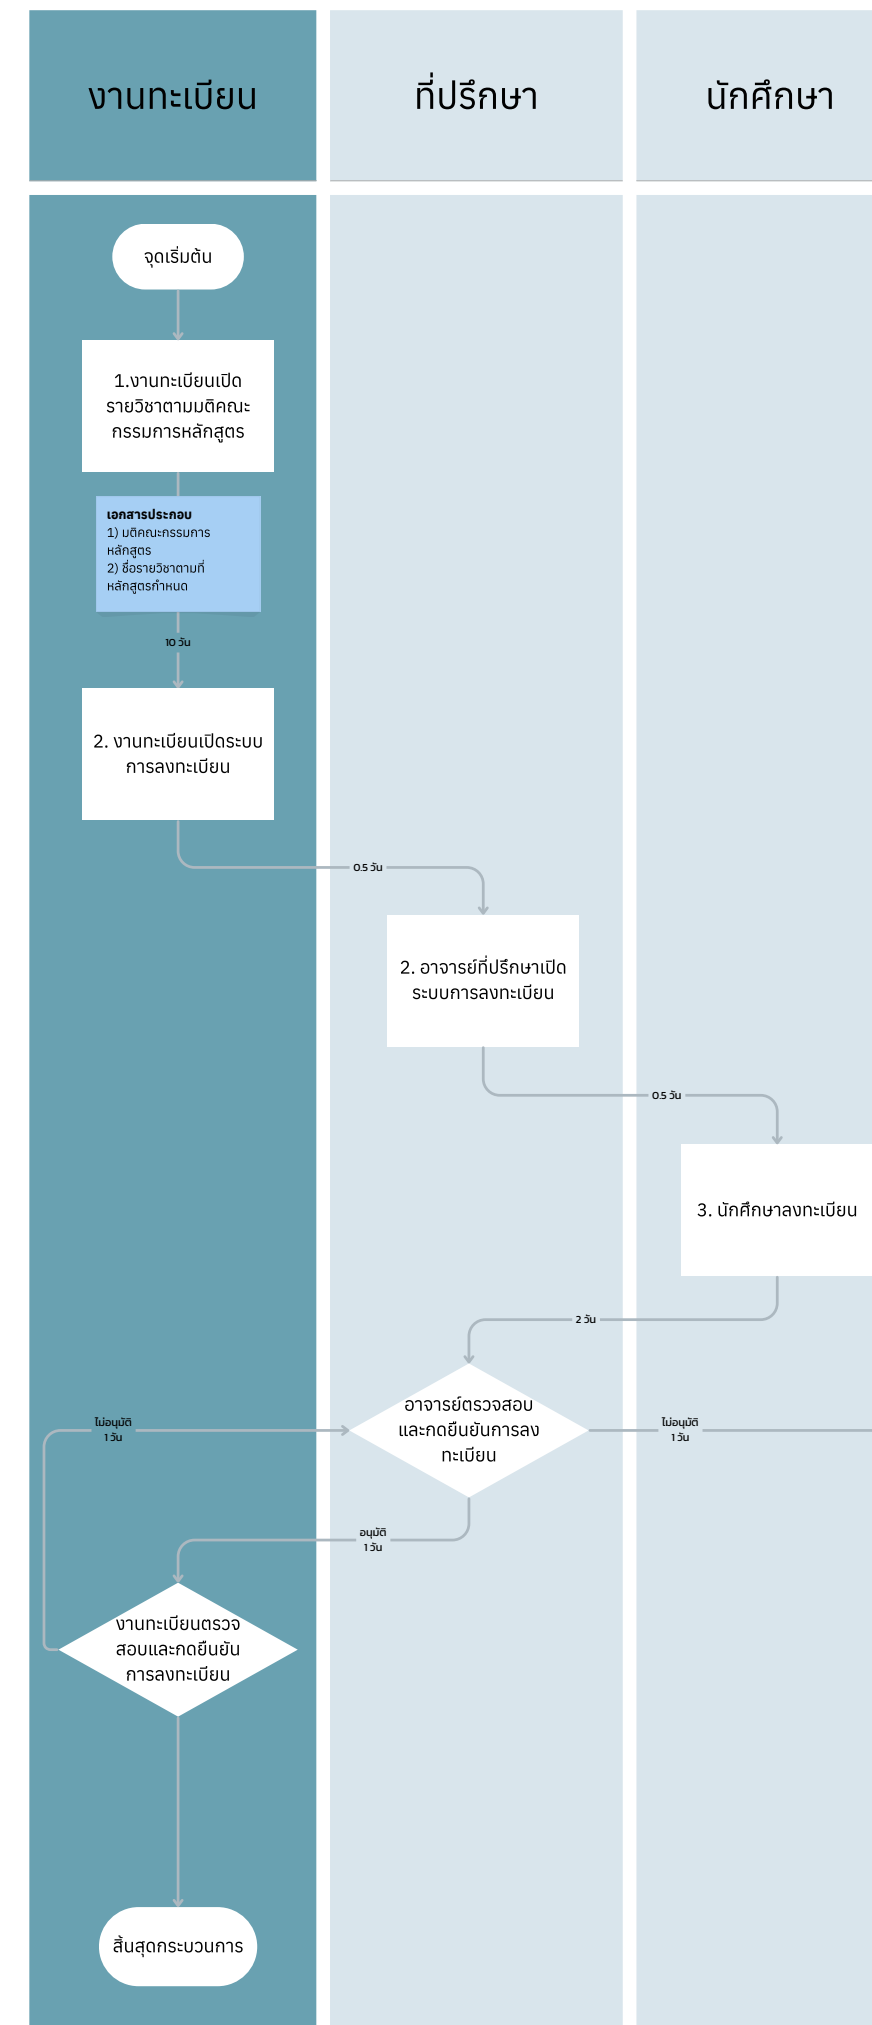 งานทะเบียน
ที่ปรึกษา
นักศึกษา
จุดเริ่มต้น
1.งานทะเบียนเปิด
รายวิชาตามมติคณะ
กรรมการหลักสูตร
เอกสารประกอบ
1) มติคณะกรรมการ
หลักสูตร
2) ชื่อรายวิชาตามที่
หลักสูตรกำหนด
10 วัน
2. งานทะเบียนเปิดระบบ
การลงทะเบียน
0.5 วัน
2. อาจารย์ที่ปรึกษาเปิด
ระบบการลงทะเบียน
0.5 วัน
3. นักศึกษาลงทะเบียน
2 วัน
อาจารย์ตรวจสอบ
และกดยืนยันการลง
ทะเบียน
ไม่อนุมัติ
1 วัน
ไม่อนุมัติ
1 วัน
อนุมัติ
1 วัน
งานทะเบียนตรวจ
สอบและกดยืนยัน
การลงทะเบียน
สิ้นสุดกระบวนการ